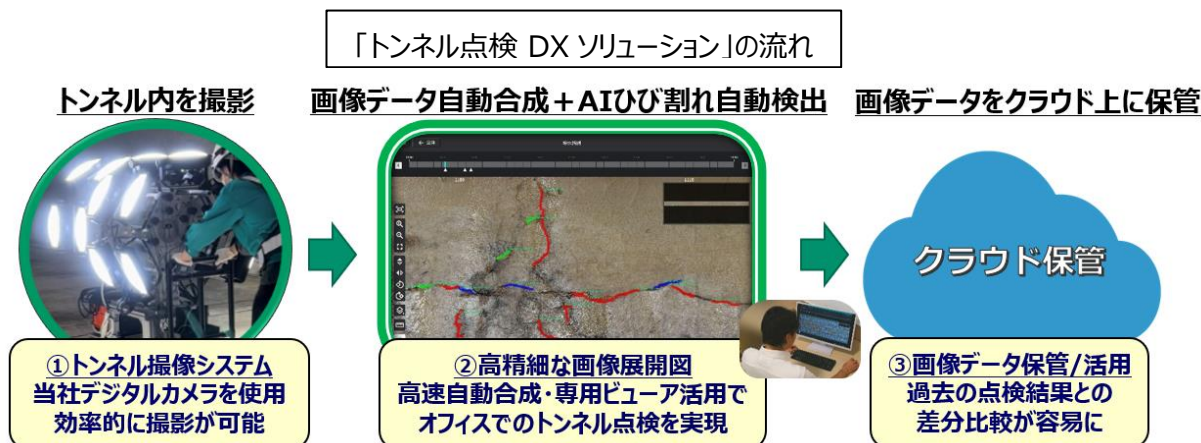 「トンネル点検 DX ソリューション」の流れ
トンネル内を撮影
画像データ自動合成+AIひび割れ自動検出
画像データをクラウド上に保管
クラウド保管
①トンネル撮像システム
当社デジタルカメラを使用
効率的に撮影が可能
②高精細な画像展開図
高速自動合成・専用ビューア活用で
オフィスでのトンネル点検を実現
③画像データ保管/活用
過去の点検結果との
差分比較が容易に